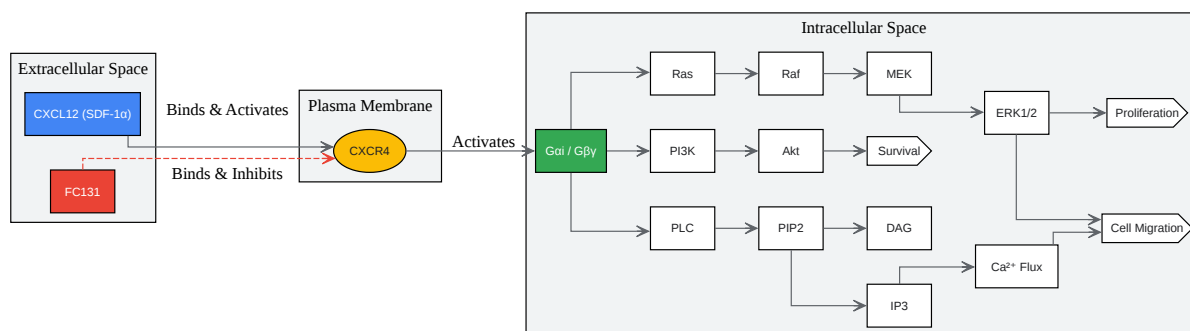 Extracellular Space
CXCL12 (SDF-1α)
FC131
Binds & Activates
Binds & Inhibits
Plasma Membrane
CXCR4
Activates
Intracellular Space
Gαi / Gβγ
Ras
Raf
MEK
ERK1/2
Proliferation
PI3K
Akt
Survival
PLC
PIP2
DAG
Cell Migration
Ca²⁺ Flux
IP3